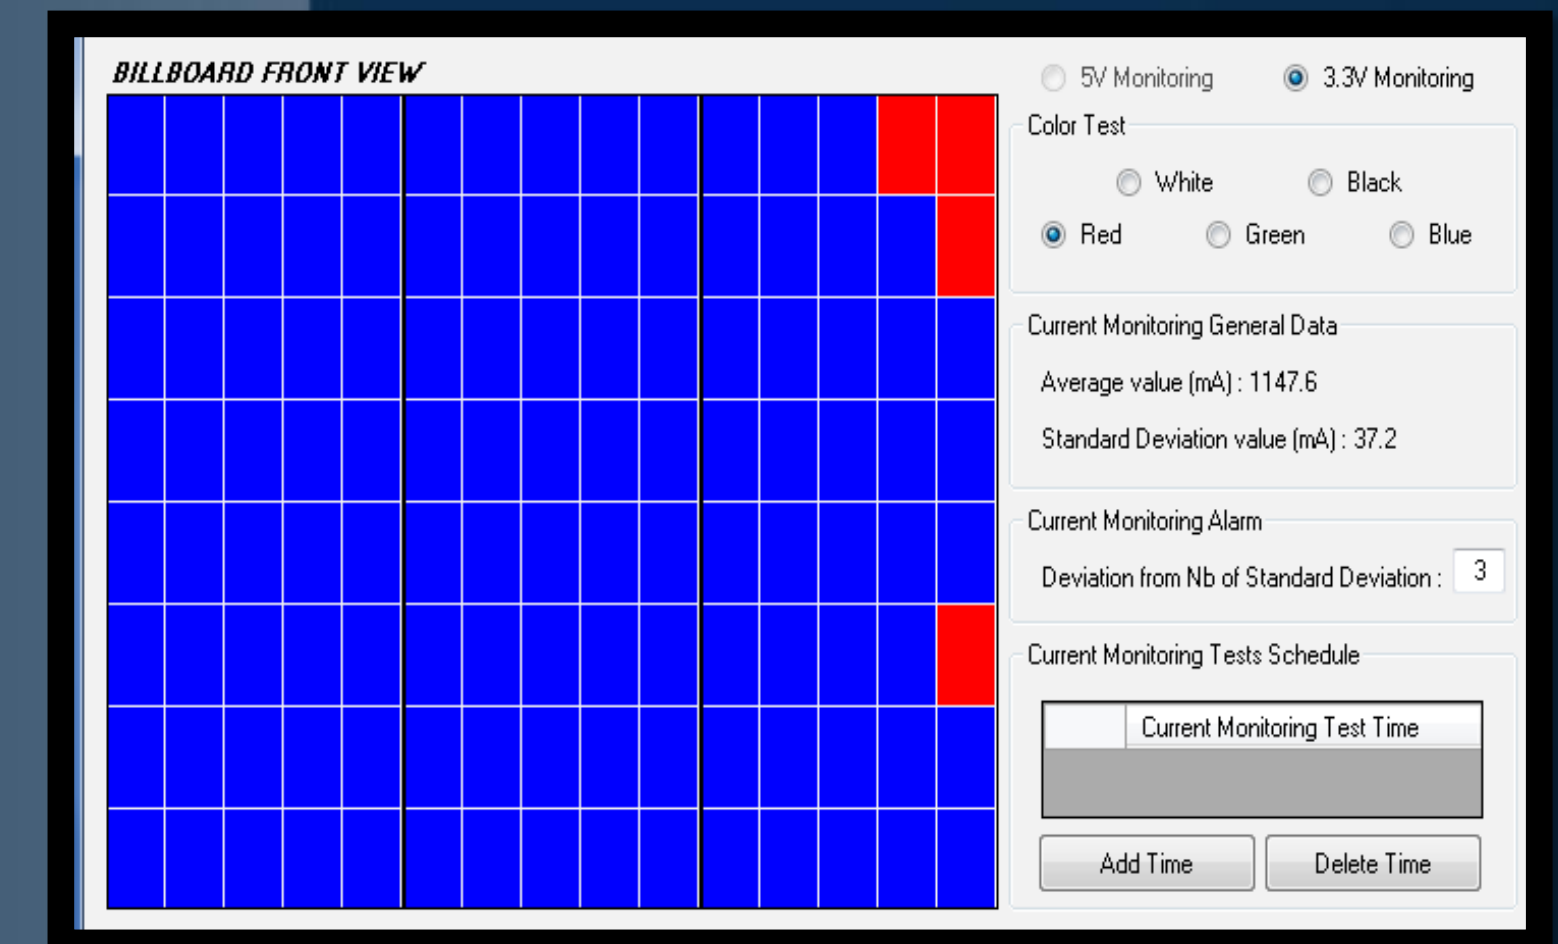 BILLBOARD FRONT VIEW
5V Monitoring 3.3V Monitoring
Color Test
White Black
Red Green Blue
Current Monitoring General Data
Average value (mA) : 1147.6
Standard Deviation value (mA) : 37.2
Current Monitoring Alarm
Deviation from Nb of Standard Deviation : 3
Current Monitoring Tests Schedule
Current Monitoring Test Time
Add Time Delete Time